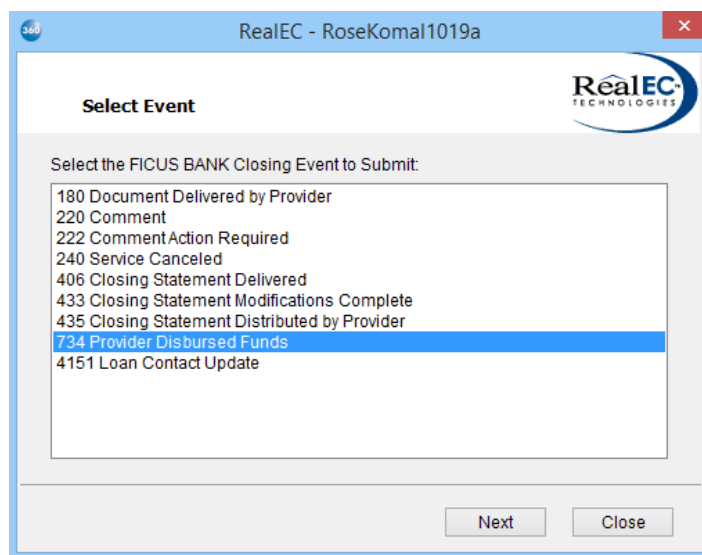 360
RealEC - RoseKomal1019a
×
Select Event
RealEC™
TECHNOLOGIES
Select the FICUS BANK Closing Event to Submit:
180 Document Delivered by Provider
220 Comment
222 Comment Action Required
240 Service Canceled
406 Closing Statement Delivered
433 Closing Statement Modifications Complete
435 Closing Statement Distributed by Provider
734 Provider Disbursed Funds
4151 Loan Contact Update
Next
Close